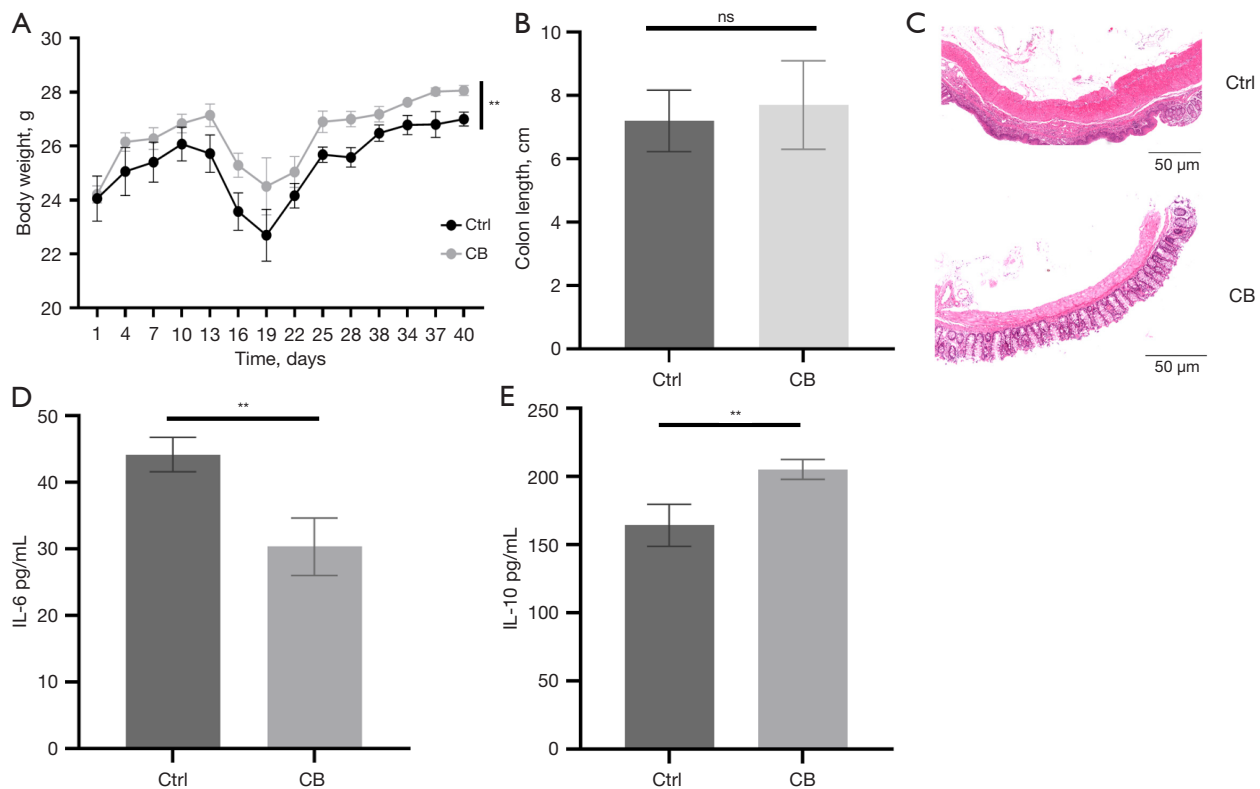 A
Body weight, g
30
28
26
24
22
20
**
Ctrl
CB
1 4 7 10 13 16 19 22 25 28 38 34 37 40
Time, days
B
Colon length, cm
10
8
6
4
2
0
ns
Ctrl CB
C
Ctrl
50 µm
CB
50 µm
D
IL-6 pg/mL
50
40
30
20
10
0
**
Ctrl CB
E
IL-10 pg/mL
250
200
150
100
50
0
**
Ctrl CB